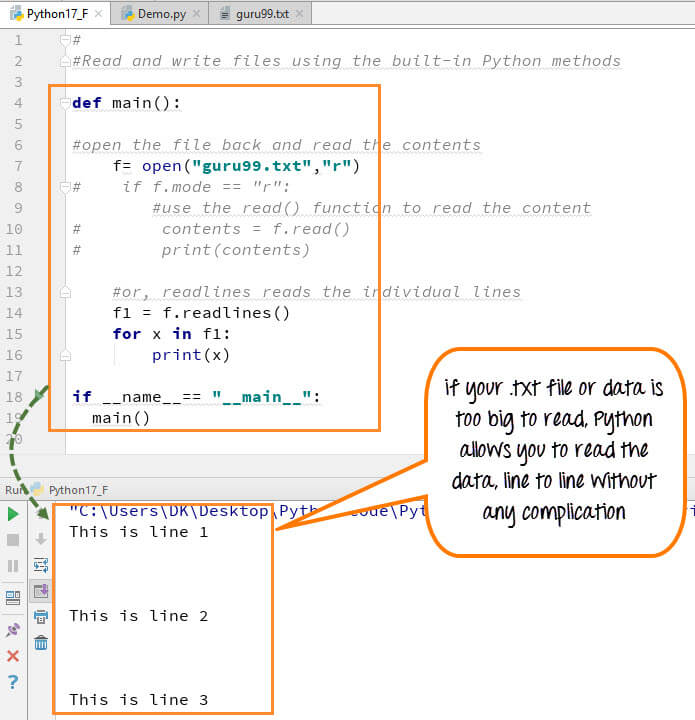 Python17_F Demo.py guru99.txt
1 #
2 #Read and write files using the built-in Python methods
3
4 def main():
5
6 #open the file back and read the contents
7 f= open("guru99.txt","r")
8 # if f.mode == "r":
9 #use the read() function to read the content
10 # contents = f.read()
11 # print(contents)
12
13 #or, readlines reads the individual lines
14 f1 = f.readlines()
15 for x in f1:
16 print(x)
17
18 if __name__== "__main__":
19 main()
20
if your .txt file or data is
too big to read, Python
allows you to read the
data, line to line without
any complication
Run Python17_F
"C:\Users\DK\Desktop\Pyth
This is line 1
This is line 2
This is line 3